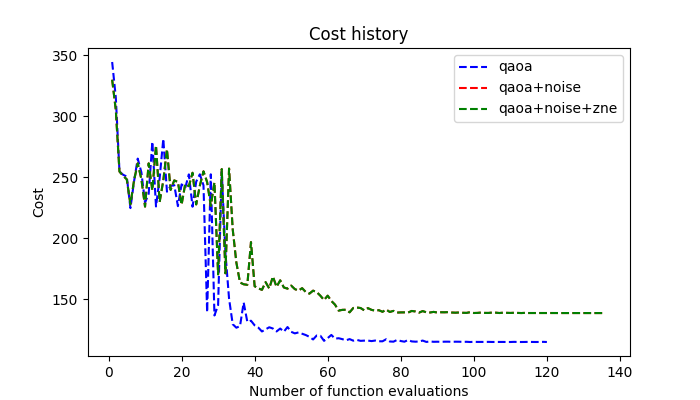 Cost history
350
300
250
200
150
Cost
qaoa
qaoa+noise
qaoa+noise+zne
0 20 40 60 80 100 120 140
Number of function evaluations